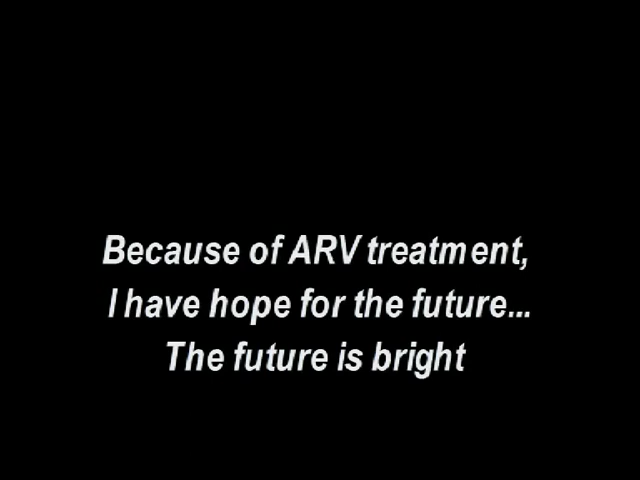 Because of ARV treatment,
I have hope for the future...
The future is bright